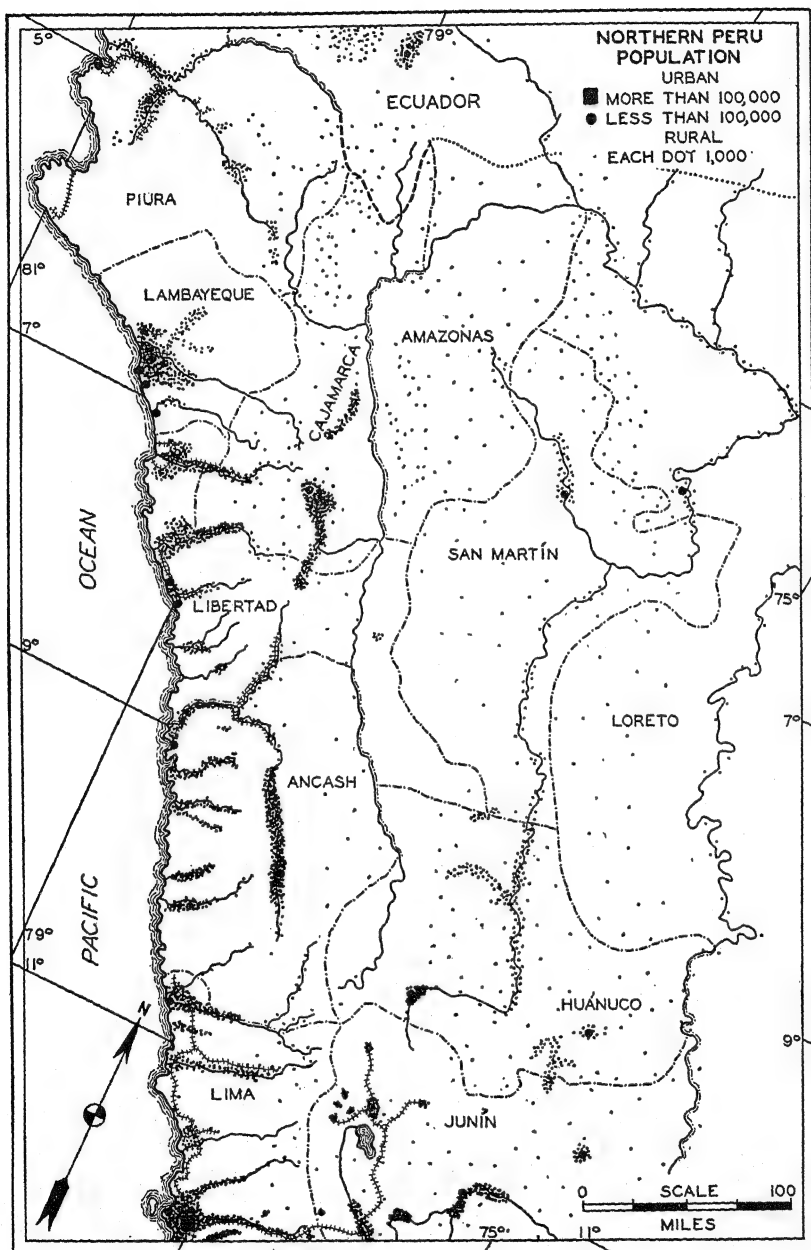 5°
79°
NORTHERN PERU
POPULATION
URBAN
MORE THAN 100,000
LESS THAN 100,000
RURAL
EACH DOT 1,000
ECUADOR
PIURA
81°
LAMBAYEQUE
7°
AMAZONAS
CAJAMARCA
OCEAN
SAN MARTÍN
75°
LIBERTAD
9°
LORETO
7°
ANCASH
PACIFIC
79°
11°
N
HUÁNUCO
9°
LIMA
JUNÍN
0 SCALE 100
MILES
75°
11°